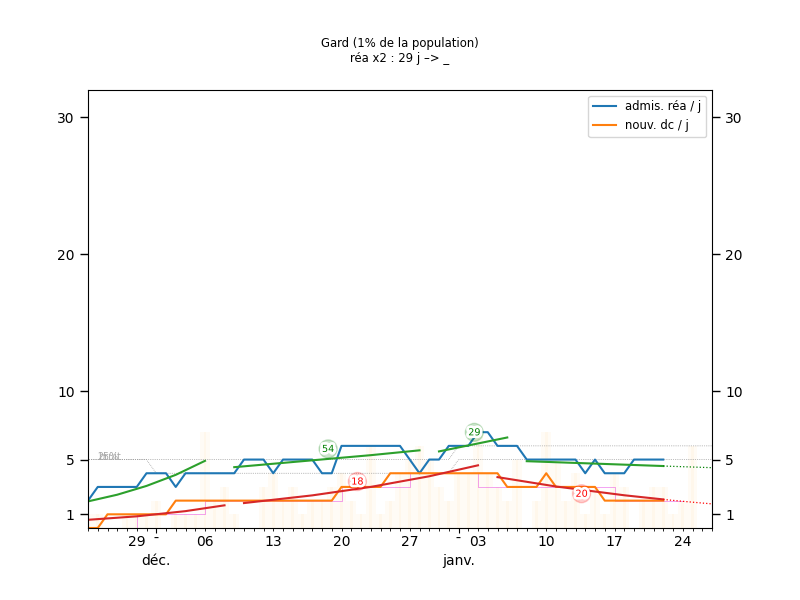 Gard (1% de la population)
réa x2 : 29 j –> _
admis. réa / j
nouv. dc / j
30 30
20 20
10 10
5 5
1 1
54
29
18
20
29 06 13 20 27 03 10 17 24
déc. janv.